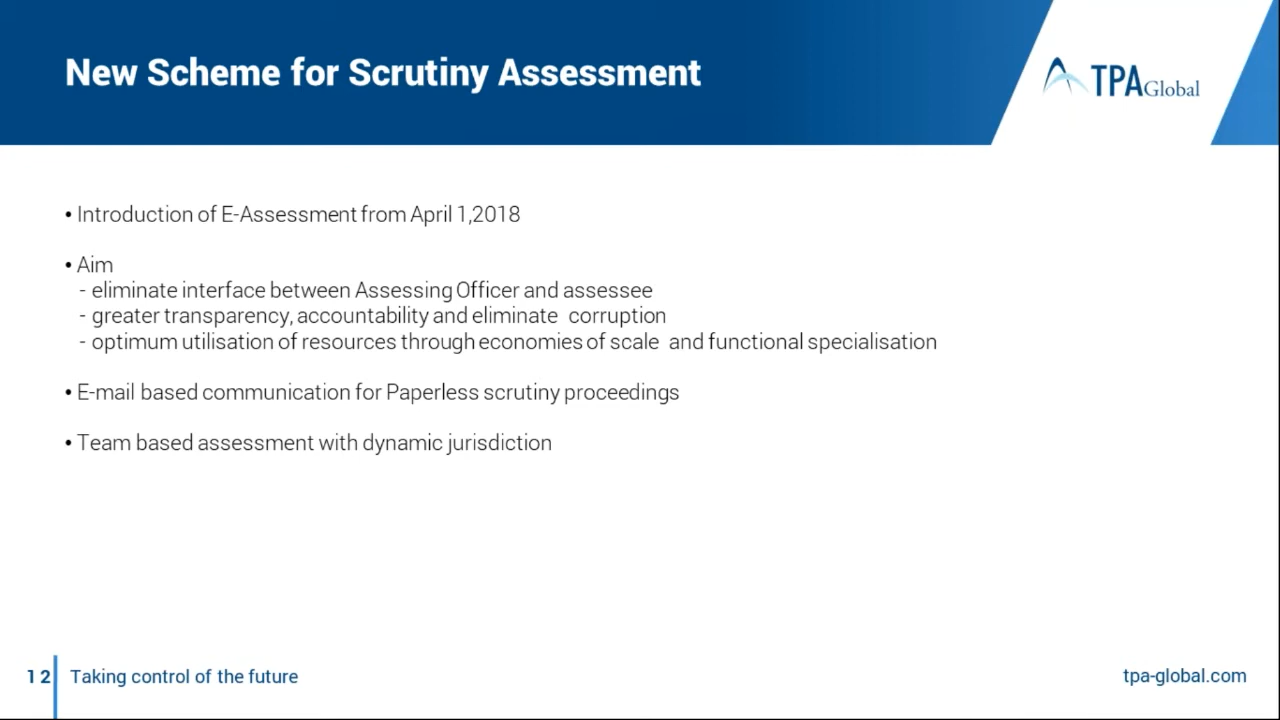 New Scheme for Scrutiny Assessment
TPA Global
• Introduction of E-Assessment from April 1,2018
• Aim
- eliminate interface between Assessing Officer and assessee
- greater transparency, accountability and eliminate corruption
- optimum utilisation of resources through economies of scale and functional specialisation
• E-mail based communication for Paperless scrutiny proceedings
• Team based assessment with dynamic jurisdiction
12
Taking control of the future
tpa-global.com